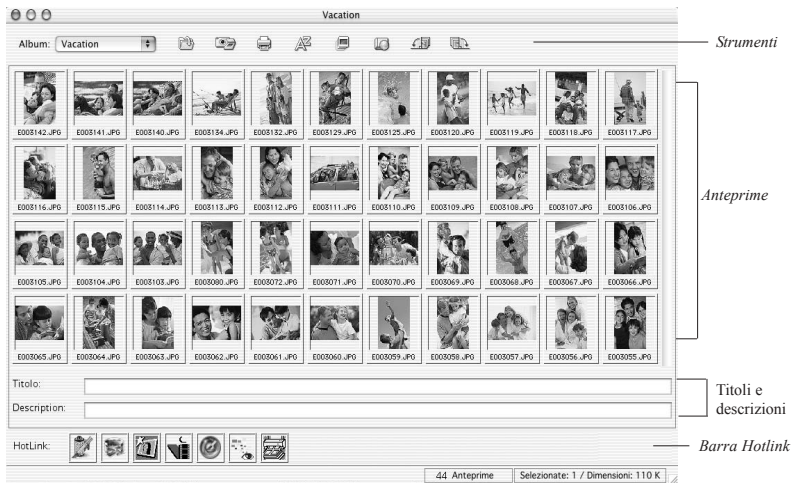 Vacation
Album: Vacation
Strumenti
E003142.JPG E003141.JPG E003140.JPG E003134.JPG E003132.JPG E003129.JPG E003125.JPG E003120.JPG E003119.JPG E003118.JPG E003117.JPG
E003116.JPG E003115.JPG E003114.JPG E003113.JPG E003112.JPG E003111.JPG E003110.JPG E003109.JPG E003108.JPG E003107.JPG E003106.JPG
Anteprime
E003105.JPG E003104.JPG E003103.JPG E003080.JPG E003072.JPG E003071.JPG E003070.JPG E003069.JPG E003068.JPG E003067.JPG E003066.JPG
E003065.JPG E003064.JPG E003063.JPG E003062.JPG E003061.JPG E003060.JPG E003059.JPG E003058.JPG E003057.JPG E003056.JPG E003055.JPG
Titolo:
Description:
Titoli e
descrizioni
HotLink:
Barra Hotlink
44 Anteprime Selezionate: 1 / Dimensioni: 110 K